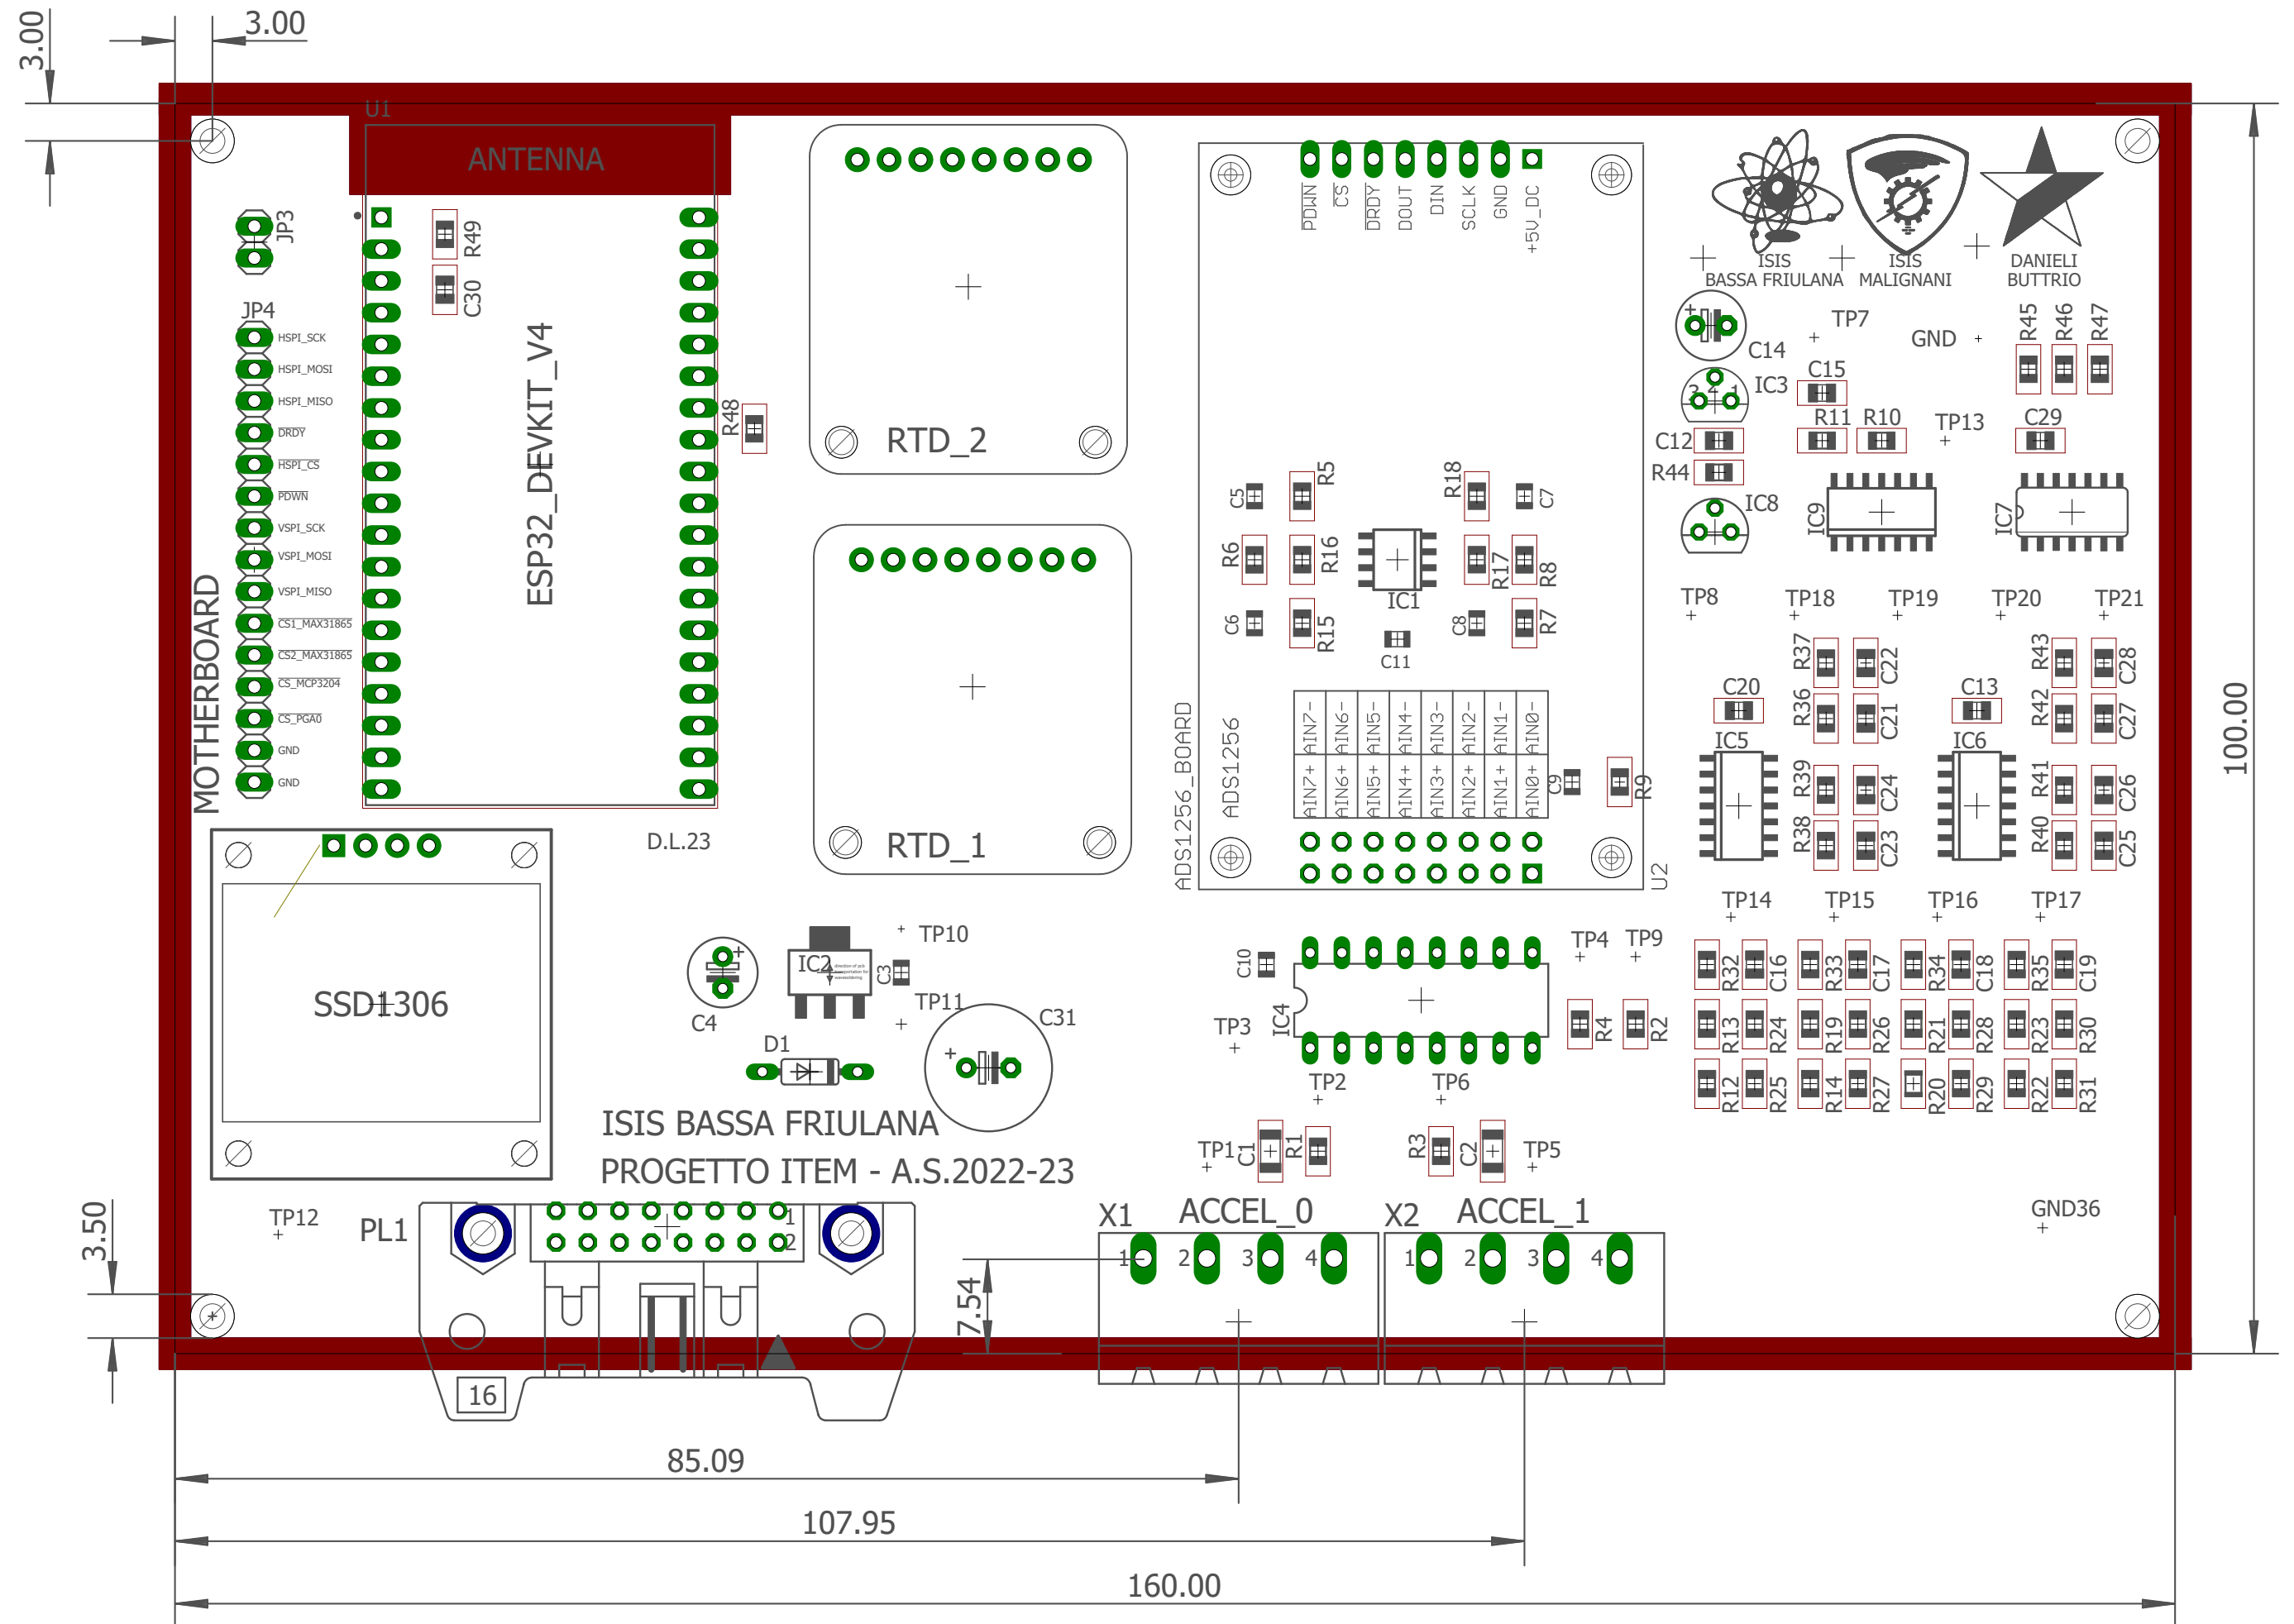 3.00
3.00
U1
ANTENNA
JP3
R49
C30
JP4
HSPI_SCK
HSPI_MOSI
HSPI_MISO
DRDY
HSPI_CS
PDWN
VSPI_SCK
VSPI_MOSI
VSPI_MISO
CS1_MAX31865
CS2_MAX31865
CS_MCP3204
CS_PGA0
GND
GND
MOTHERBOARD
ESP32_DEVKIT_V4
R48
RTD_2
RTD_1
D.L.23
PDWN
CS
DRDY
DOUT
DIN
SCLK
GND
+5V_DC
C5
R5
R18
C7
R6
R16
R17
R8
IC1
C6
R15
C8
R7
C11
ADS1256_BOARD
ADS1256
AIN7-
AIN6-
AIN5-
AIN4-
AIN3-
AIN2-
AIN1-
AIN0-
AIN7+
AIN6+
AIN5+
AIN4+
AIN3+
AIN2+
AIN1+
AIN0+
C9
R9
U2
ISIS
BASSA FRIULANA
ISIS
MALIGNANI
DANIELI
BUTTRIO
+
C14
TP7
GND
R45
R46
R47
3 2 1
IC3
C15
C12
R11
R10
TP13
C29
R44
IC8
IC9
IC7
TP8
TP18
TP19
TP20
TP21
R37
C22
R43
C28
C20
R36
C21
C13
R42
C27
IC5
IC6
R39
C24
R41
C26
R38
C23
R40
C25
TP14
TP15
TP16
TP17
R32
C16
R33
C17
R34
C18
R35
C19
R13
R24
R19
R26
R21
R28
R23
R30
R12
R25
R14
R27
R20
R29
R22
R31
100.00
SSD1306
+
C4
IC2
direction of pcb
transportation for
wavesoldering
C3
TP10
TP11
D1
+
C31
C10
IC4
TP3
TP4
TP9
R4
R2
TP2
TP6
ISIS BASSA FRIULANA
PROGETTO ITEM - A.S.2022-23
TP1
C1
R1
R3
C2
TP5
3.50
TP12
PL1
1
2
16
X1
ACCEL_0
1
2
3
4
X2
ACCEL_1
1
2
3
4
7.54
GND36
85.09
107.95
160.00